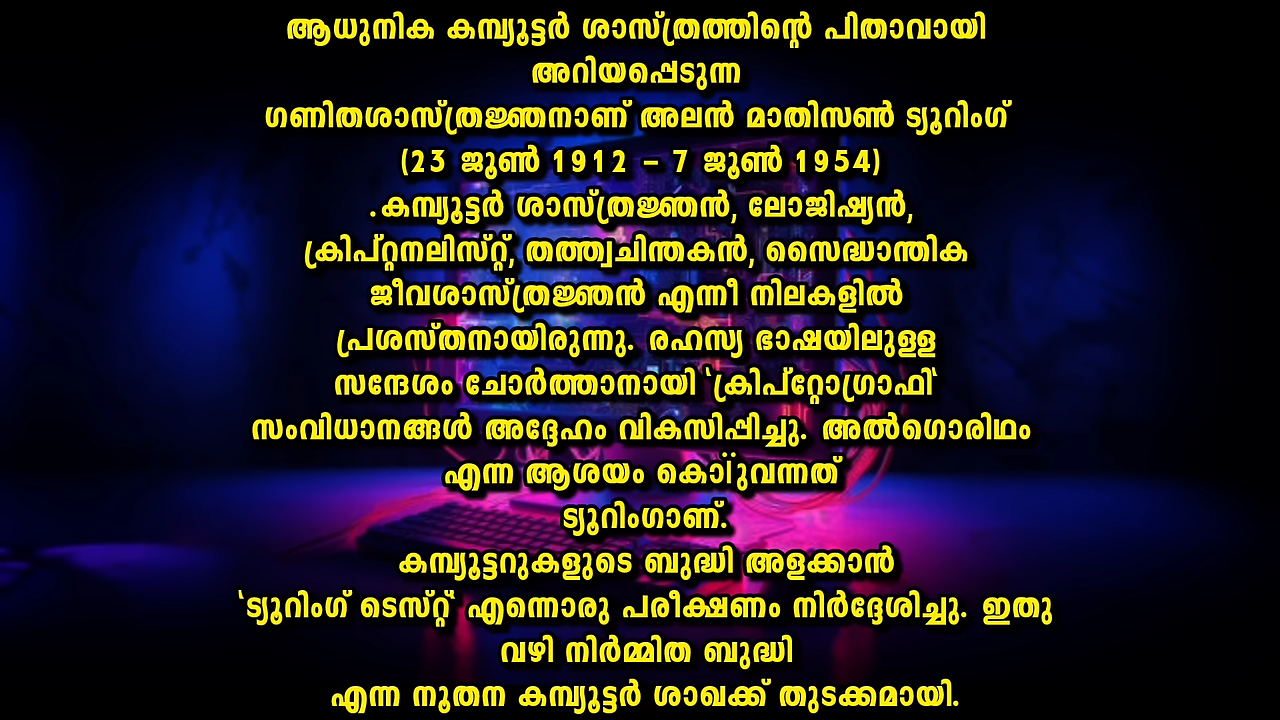 ആധുനിക കമ്പ്യൂട്ടർ ശാസ്ത്രത്തിന്റെ പിതാവായി
അറിയപ്പെടുന്ന
ഗണിതശാസ്ത്രജ്ഞനാണ് അലൻ മാതിസൺ ട്യൂറിംഗ്
(23 ജൂൺ 1912 – 7 ജൂൺ 1954)
.കമ്പ്യൂട്ടർ ശാസ്ത്രജ്ഞൻ, ലോജിഷ്യൻ,
ക്രിപ്റ്റനലിസ്റ്റ്, തത്ത്വചിന്തകൻ, സൈദ്ധാന്തിക
ജീവശാസ്ത്രജ്ഞൻ എന്നീ നിലകളിൽ
പ്രശസ്തനായിരുന്നു. രഹസ്യ ഭാഷയിലുളള
സന്ദേശം ചോർത്താനായി ‘ക്രിപ്റ്റോഗ്രാഫി‘
സംവിധാനങ്ങൾ അദ്ദേഹം വികസിപ്പിച്ചു. അൽഗൊരിഥം
എന്ന ആശയം കൊÏുവന്നത്
ട്യൂറിംഗാണ്.
കമ്പ്യൂട്ടറുകളുടെ ബുദ്ധി അളക്കാൻ
‘ട്യൂറിംഗ് ടെസ്റ്റ്‘ എന്നൊരു പരീക്ഷണം നിർദ്ദേശിച്ചു. ഇതു
വഴി നിർമ്മിത ബുദ്ധി
എന്ന നൂതന കമ്പ്യൂട്ടർ ശാഖക്ക് തുടക്കമായി.